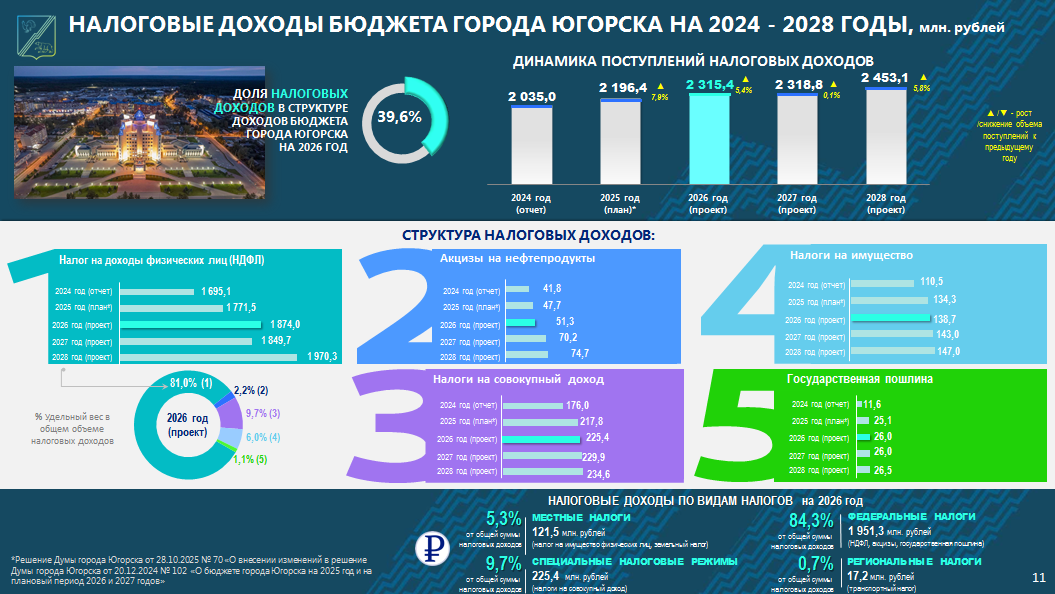 НАЛОГОВЫЕ ДОХОДЫ БЮДЖЕТА ГОРОДА ЮГОРСКА НА 2024 - 2028 ГОДЫ, млн. рублей
ДОЛЯ НАЛОГОВЫХ
ДОХОДОВ В СТРУКТУРЕ
ДОХОДОВ БЮДЖЕТА
ГОРОДА ЮГОРСКА
НА 2026 ГОД
39,6%
ДИНАМИКА ПОСТУПЛЕНИЙ НАЛОГОВЫХ ДОХОДОВ
2 035,0
2 196,4 ▲ 7,9%
2 315,4 ▲ 5,4%
2 318,8 ▲ 0,1%
2 453,1 ▲ 5,8%
2024 год
(отчет)
2025 год
(план)*
2026 год
(проект)
2027 год
(проект)
2028 год
(проект)
▲ /▼ - рост
/снижение объема
поступлений к
предыдущему
году
СТРУКТУРА НАЛОГОВЫХ ДОХОДОВ:
1
Налог на доходы физических лиц (НДФЛ)
2024 год (отчет) 1 695,1
2025 год (план*) 1 771,5
2026 год (проект) 1 874,0
2027 год (проект) 1 849,7
2028 год (проект) 1 970,3
2
Акцизы на нефтепродукты
2024 год (отчет) 41,8
2025 год (план*) 47,7
2026 год (проект) 51,3
2027 год (проект) 70,2
2028 год (проект) 74,7
4
Налоги на имущество
2024 год (отчет) 110,5
2025 год (план*) 134,3
2026 год (проект) 138,7
2027 год (проект) 143,0
2028 год (проект) 147,0
% Удельный вес в
общем объеме
налоговых доходов
2026 год
(проект)
81,0% (1)
2,2% (2)
9,7% (3)
6,0% (4)
1,1% (5)
3
Налоги на совокупный доход
2024 год (отчет) 176,0
2025 год (план*) 217,8
2026 год (проект) 225,4
2027 год (проект) 229,9
2028 год (проект) 234,6
5
Государственная пошлина
2024 год (отчет) 11,6
2025 год (план*) 25,1
2026 год (проект) 26,0
2027 год (проект) 26,0
2028 год (проект) 26,5
НАЛОГОВЫЕ ДОХОДЫ ПО ВИДАМ НАЛОГОВ на 2026 год
₽
5,3%
от общей суммы
налоговых доходов
МЕСТНЫЕ НАЛОГИ
121,5 млн. рублей
(налог на имущество физических лиц, земельный налог)
84,3%
от общей суммы
налоговых доходов
ФЕДЕРАЛЬНЫЕ НАЛОГИ
1 951,3 млн. рублей
(НДФЛ, акцизы, государственная пошлина)
9,7%
от общей суммы
налоговых доходов
СПЕЦИАЛЬНЫЕ НАЛОГОВЫЕ РЕЖИМЫ
225,4 млн. рублей
(налоги на совокупный доход)
0,7%
от общей суммы
налоговых доходов
РЕГИОНАЛЬНЫЕ НАЛОГИ
17,2 млн. рублей
(транспортный налог)
*Решение Думы города Югорска от 28.10.2025 № 70 «О внесении изменений в решение
Думы города Югорска от 20.12.2024 № 102 «О бюджете города Югорска на 2025 год и на
плановый период 2026 и 2027 годов»
11